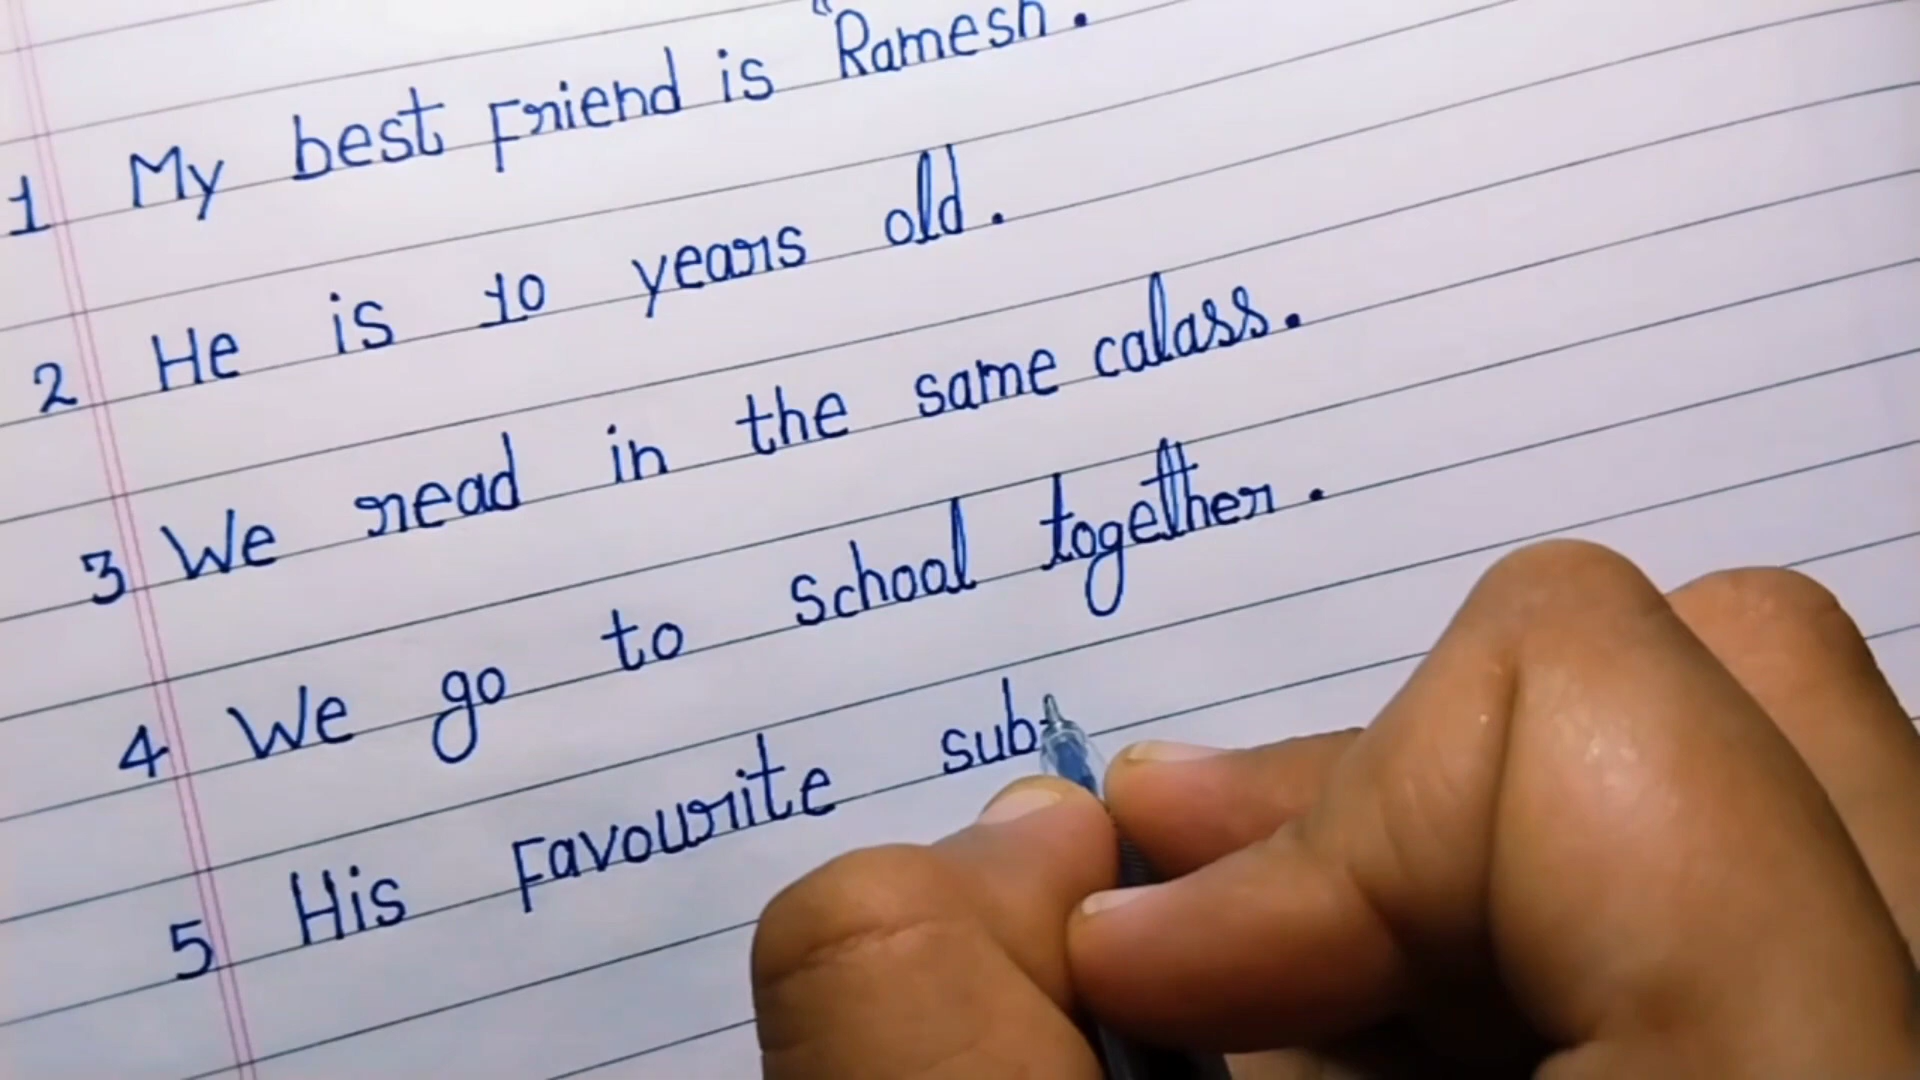 1 My best Friend is "Ramesh.
2 He is 10 years old.
3 We read in the same calass.
4 We go to school together.
5 His Favourite sub